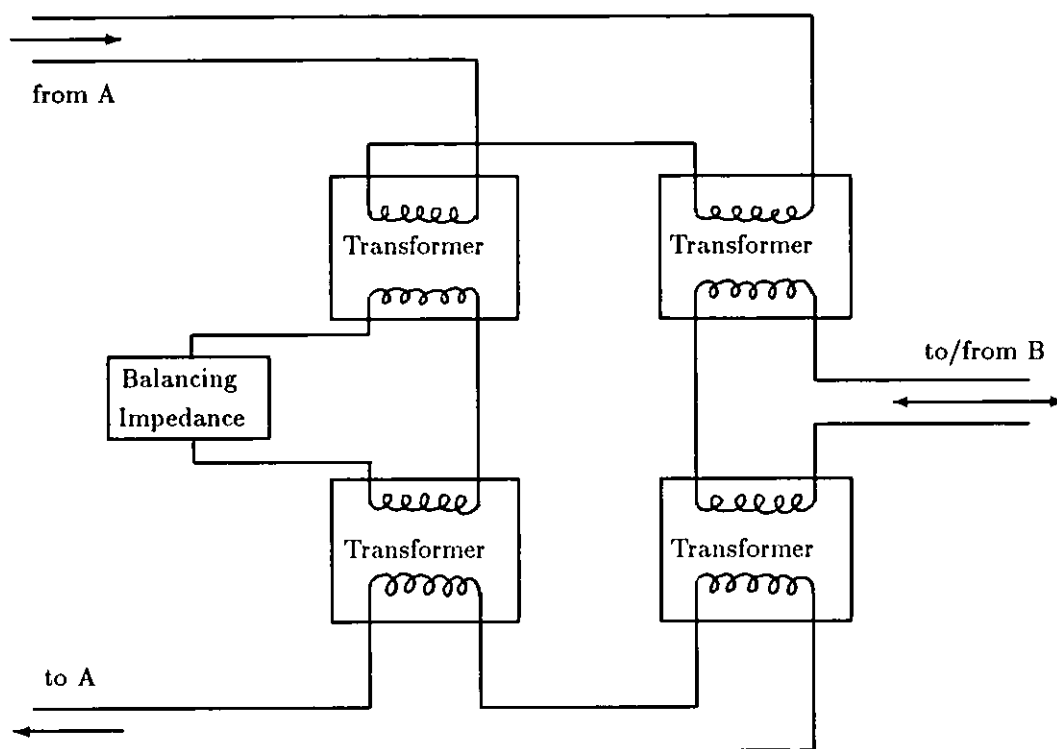 from A
Transformer
Transformer
to/from B
Balancing
Impedance
Transformer
Transformer
to A